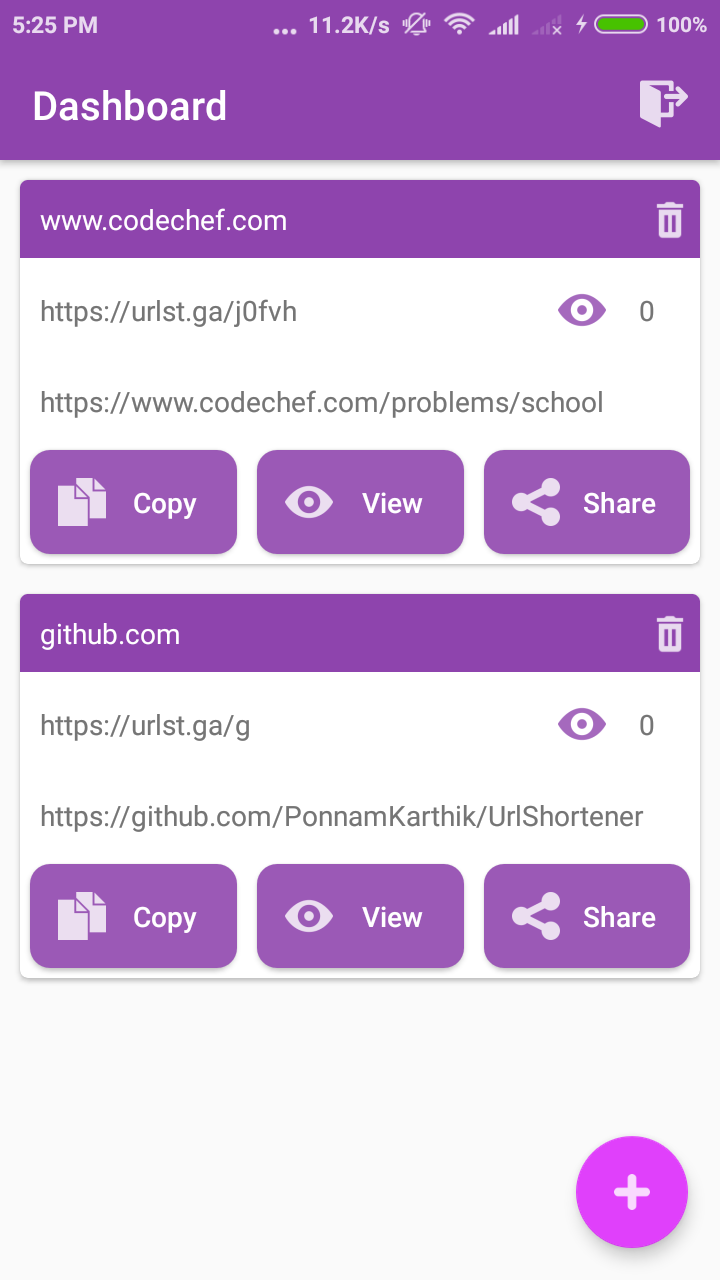 5:25 PM ... 11.2K/s 100%
Dashboard
www.codechef.com
https://urlst.ga/j0fvh 0
https://www.codechef.com/problems/school
Copy View Share
github.com
https://urlst.ga/g 0
https://github.com/PonnamKarthik/UrlShortener
Copy View Share